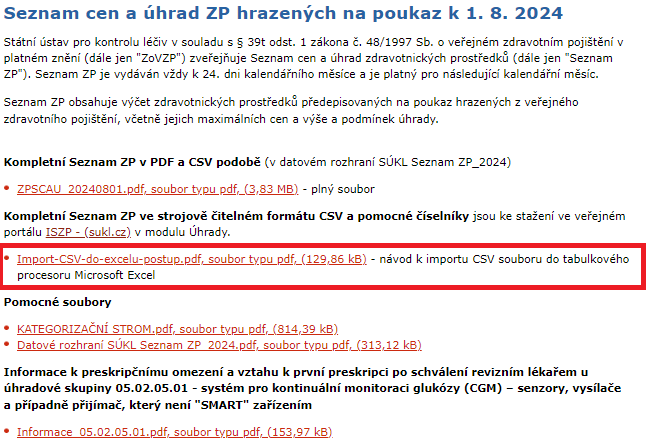 Seznam cen a úhrad ZP hrazených na poukaz k 1. 8. 2024
Státní ústav pro kontrolu léčiv v souladu s § 39t odst. 1 zákona č. 48/1997 Sb. o veřejném zdravotním pojištění v
platném znění (dále jen "ZoVZP") zveřejňuje Seznam cen a úhrad zdravotnických prostředků (dále jen "Seznam
ZP"). Seznam ZP je vydáván vždy k 24. dni kalendářního měsíce a je platný pro následující kalendářní měsíc.
Seznam ZP obsahuje výčet zdravotnických prostředků předepisovaných na poukaz hrazených z veřejného
zdravotního pojištění, včetně jejich maximálních cen a výše a podmínek úhrady.
Kompletní Seznam ZP v PDF a CSV podobě (v datovém rozhraní SÚKL Seznam ZP_2024)
• ZPSCAU_20240801.pdf, soubor typu pdf, (3,83 MB) - plný soubor
Kompletní Seznam ZP ve strojově čitelném formátu CSV a pomocné číselníky jsou ke stažení ve veřejném
portálu ISZP - (sukl.cz) v modulu Úhrady.
• Import-CSV-do-excelu-postup.pdf, soubor typu pdf, (129,86 kB) - návod k importu CSV souboru do tabulkového
procesoru Microsoft Excel
Pomocné soubory
• KATEGORIZAČNÍ STROM.pdf, soubor typu pdf, (814,39 kB)
• Datové rozhraní SÚKL Seznam ZP_2024.pdf, soubor typu pdf, (313,12 kB)
Informace k preskripčnímu omezení a vztahu k první preskripci po schválení revizním lékařem u
úhradové skupiny 05.02.05.01 - systém pro kontinuální monitoraci glukózy (CGM) – senzory, vysílače
a případně přijímač, který není "SMART" zařízením
• Informace_05.02.05.01.pdf, soubor typu pdf, (153,97 kB)